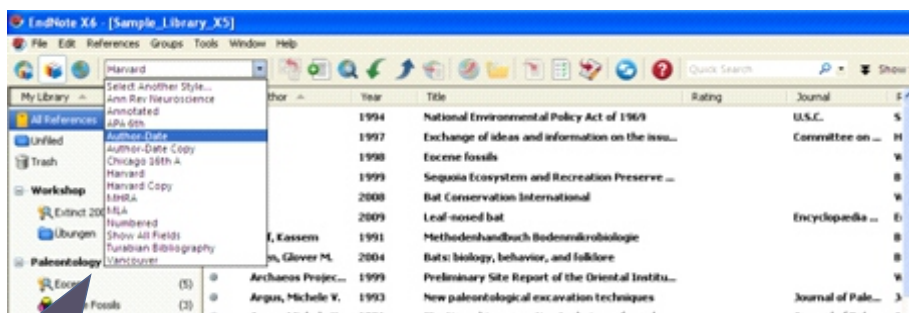 EndNote X6 - [Sample_Library_X5]
File Edit References Groups Tools Window Help
Harvard Quick Search Show
My Library thor Year Title Rating Journal
Select Another Style...
Ann Rev Neuroscience
Annotated
APA 6th
Author-Date
Author-Date Copy
Chicago 16th A
Harvard
Harvard Copy
MHRA
MLA
Numbered
Show All Fields
Turabian Bibliography
Vancouver
All References 1994 National Environmental Policy Act of 1969 U.S.C. S
Unfiled 1997 Exchange of ideas and information on the issu... Committee on ... H
Trash 1998 Eocene fossils W
1999 Sequoia Ecosystem and Recreation Preserve ... B
Workshop 2008 Bat Conservation International W
Extinct 200 2009 Leaf-nosed bat Encyclopædia ... E
Übungen f, Kassem 1991 Methodenhandbuch Bodenmikrobiologie B
Paleontology en, Glover M. 2004 Bats: biology, behavior, and folklore B
Eocene (5) Archaeos Projec... 1999 Preliminary Site Report of the Oriental Institu... W
Fossils (3) Argus, Michele V. 1993 New paleontological excavation techniques Journal of Pale... J